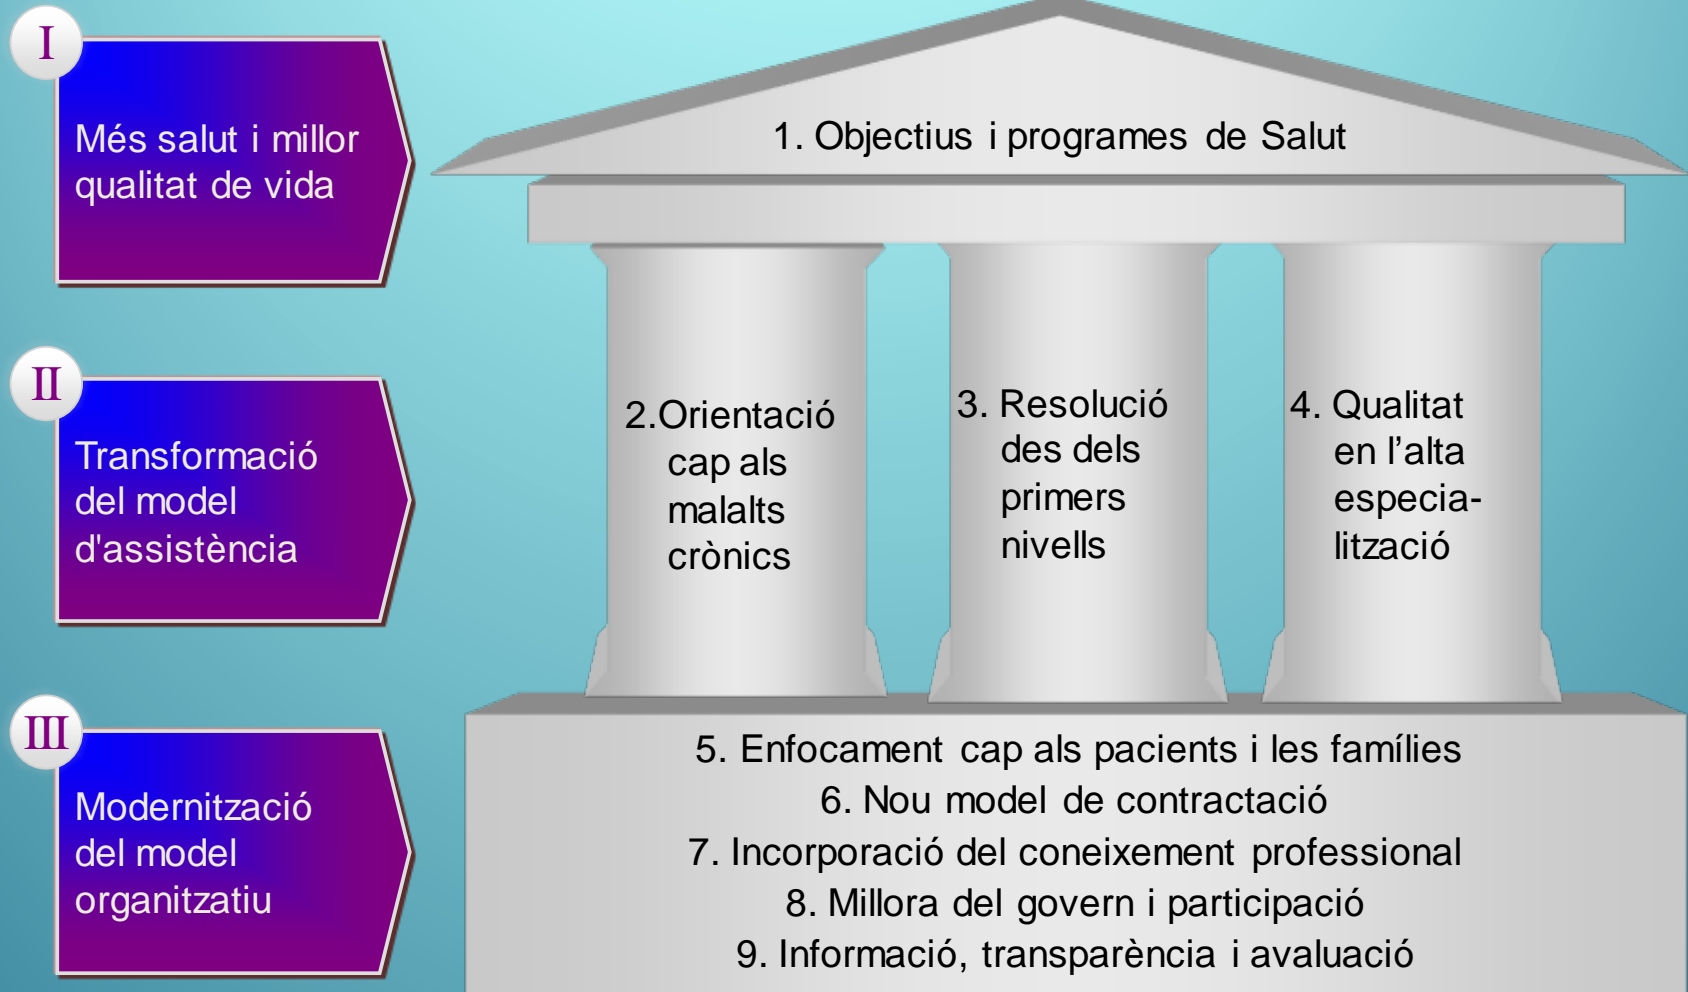 I
Més salut i millor
qualitat de vida
1. Objectius i programes de Salut
II
Transformació
del model
d'assistència
2.Orientació
cap als
malalts
crònics
3. Resolució
des dels
primers
nivells
4. Qualitat
en l’alta
especia-
lització
III
Modernització
del model
organitzatiu
5. Enfocament cap als pacients i les famílies
6. Nou model de contractació
7. Incorporació del coneixement professional
8. Millora del govern i participació
9. Informació, transparència i avaluació